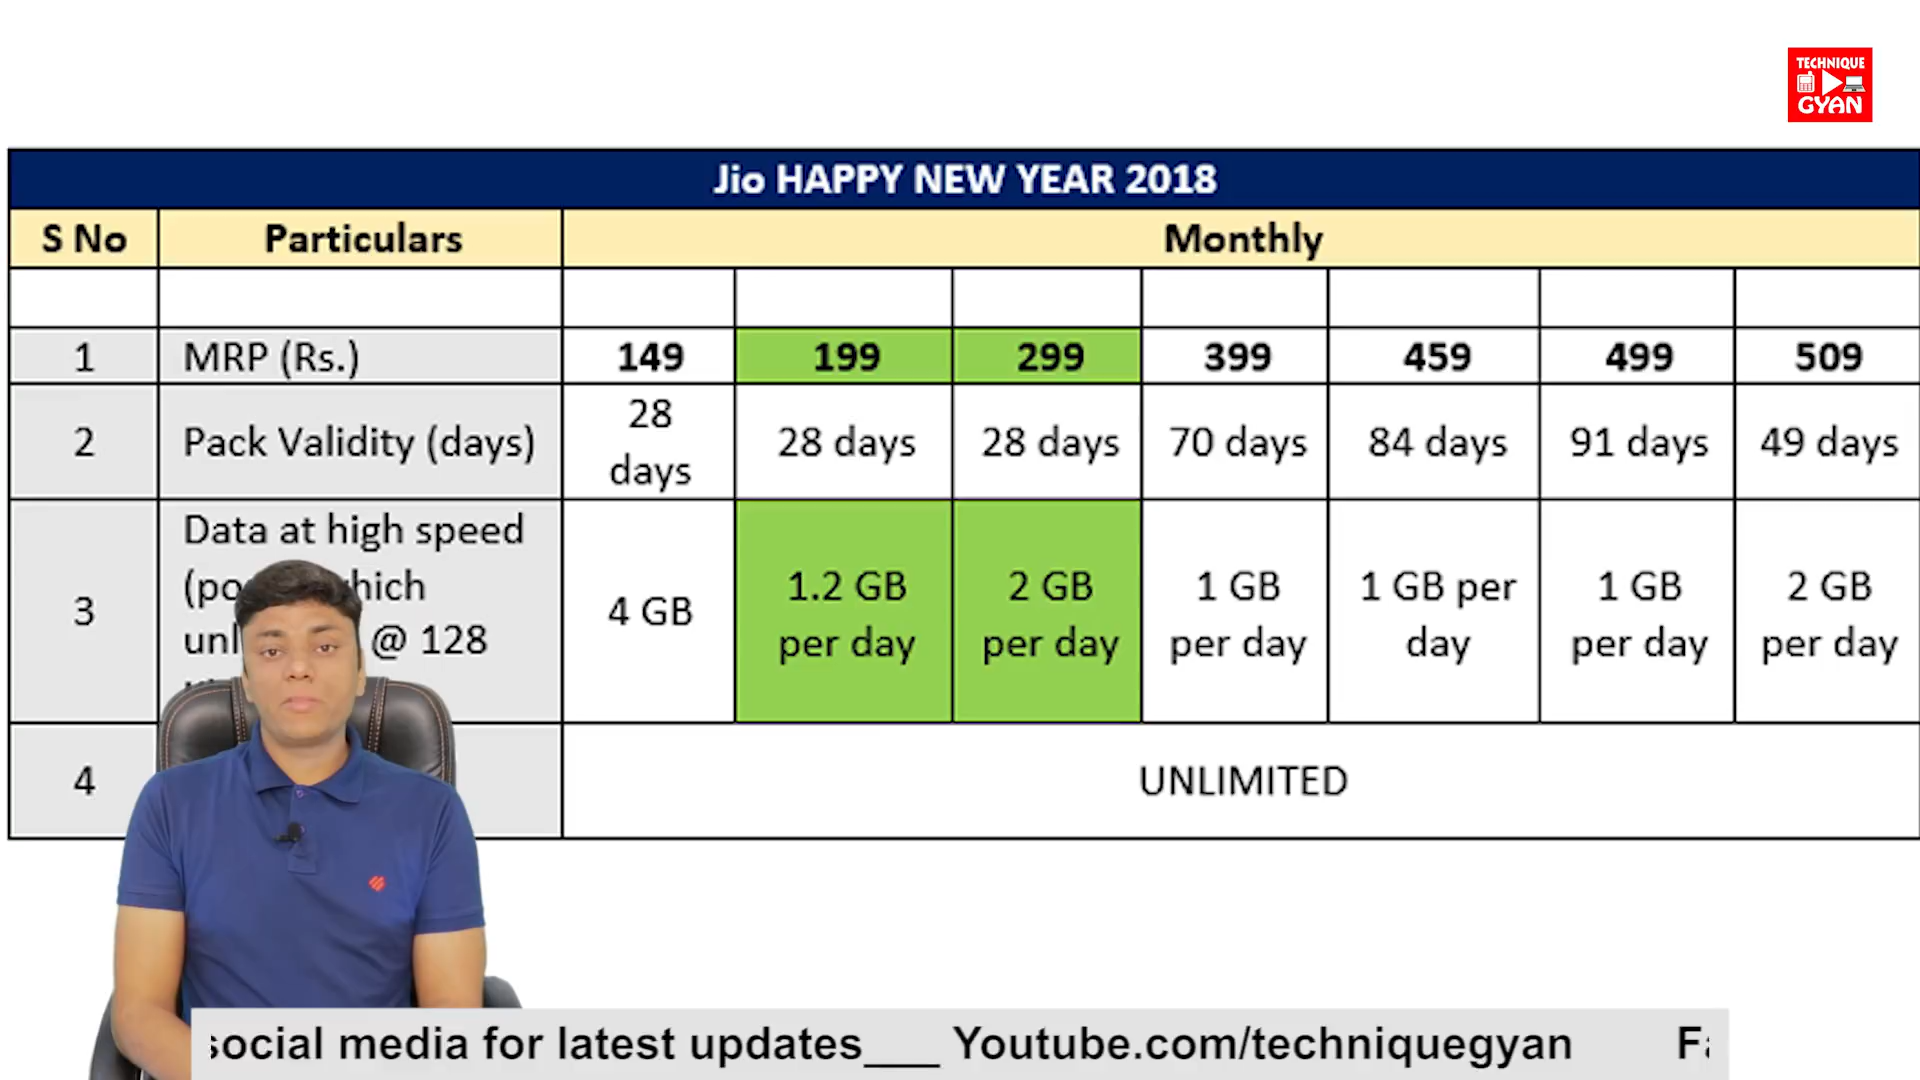 TECHNIQUE
GYAN
Jio HAPPY NEW YEAR 2018
S No Particulars Monthly
1 MRP (Rs.) 149 199 299 399 459 499 509
2 Pack Validity (days) 28 days 28 days 28 days 70 days 84 days 91 days 49 days
3 Data at high speed @ 128 4 GB 1.2 GB per day 2 GB per day 1 GB per day 1 GB per day 1 GB per day 2 GB per day
4 UNLIMITED
social media for latest updates___ Youtube.com/techniquegyan